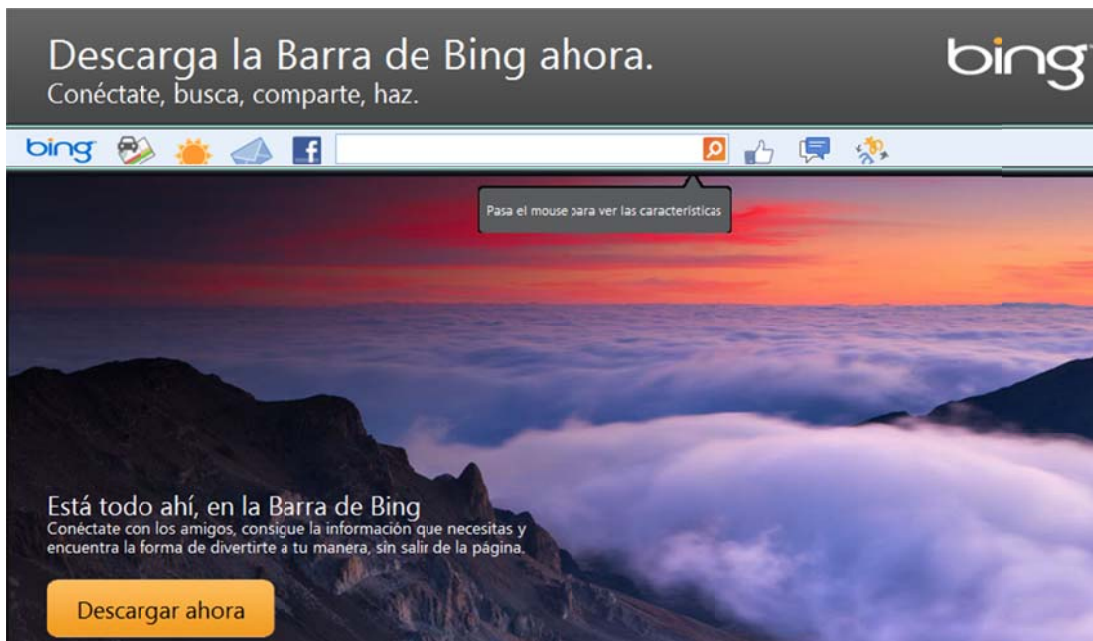 Descarga la Barra de Bing ahora.
Conéctate, busca, comparte, haz.
bing
bing
f
Pasa el mouse para ver las características
Está todo ahí, en la Barra de Bing
Conéctate con los amigos, consigue la información que necesitas y
encuentra la forma de divertirte a tu manera, sin salir de la página.
Descargar ahora